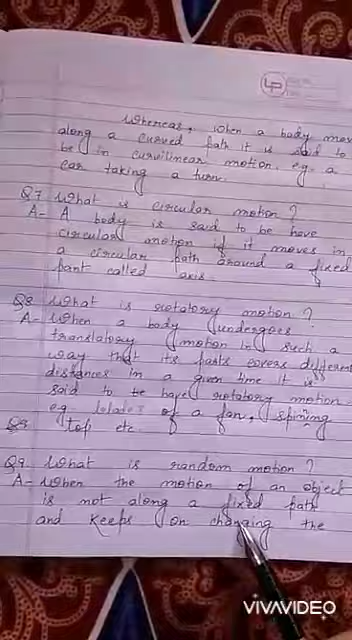 Whereas, when a body move
along a curved path it is said to
be in curvilinear motion. eg. a
car taking a turn.
Q7 What is circular motion?
A- A body is said to be have
circular motion if it moves in
a circular path around a fixed
part called axis.
Q8 What is rotatory motion?
A- When a body undergoes
translatory motion in such a
way that its parts covers different
distances in a given time it is
said to be have rotatory motion
eg. blades of a fan, spinning
top etc.
Q9 What is random motion?
A- When the motion of an object
is not along a fixed path
and keeps on changing the
VIVAVIDEO